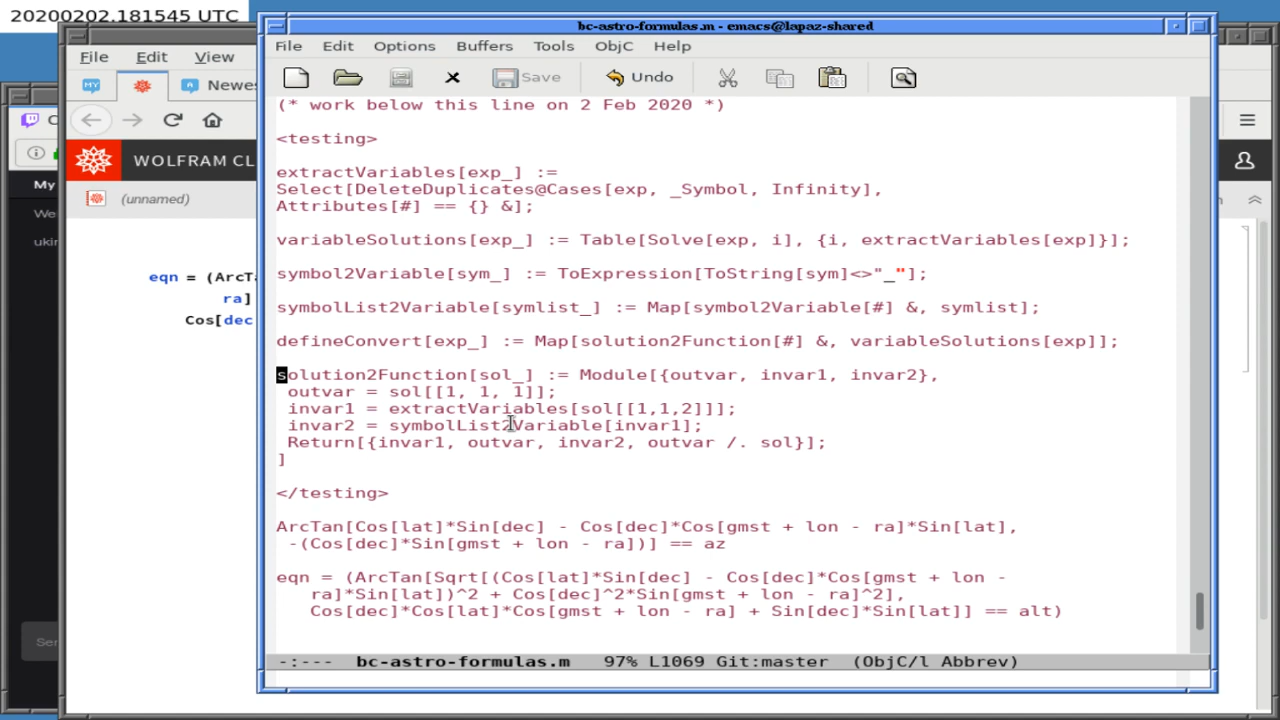 20200202.181545 UTC
bc-astro-formulas.m - emacs@lapaz-shared
File Edit Options Buffers Tools ObjC Help
Save Undo
(* work below this line on 2 Feb 2020 *)
<testing>
extractVariables[exp_] :=
Select[DeleteDuplicates@Cases[exp, _Symbol, Infinity],
Attributes[#] == {} &];
variableSolutions[exp_] := Table[Solve[exp, i], {i, extractVariables[exp]}];
symbol2Variable[sym_] := ToExpression[ToString[sym]<>"_"];
symbolList2Variable[symlist_] := Map[symbol2Variable[#] &, symlist];
defineConvert[exp_] := Map[solution2Function[#] &, variableSolutions[exp]];
solution2Function[sol_] := Module[{outvar, invar1, invar2},
outvar = sol[[1, 1, 1]];
invar1 = extractVariables[sol[[1,1,2]]];
invar2 = symbolList2Variable[invar1];
Return[{invar1, outvar, invar2, outvar /. sol}];
]
</testing>
ArcTan[Cos[lat]*Sin[dec] - Cos[dec]*Cos[gmst + lon - ra]*Sin[lat],
-(Cos[dec]*Sin[gmst + lon - ra])] == az
eqn = (ArcTan[Sqrt[(Cos[lat]*Sin[dec] - Cos[dec]*Cos[gmst + lon -
ra]*Sin[lat])^2 + Cos[dec]^2*Sin[gmst + lon - ra]^2],
Cos[dec]*Cos[lat]*Cos[gmst + lon - ra] + Sin[dec]*Sin[lat]] == alt)
-:--- bc-astro-formulas.m 97% L1069 Git:master (ObjC/l Abbrev)
File Edit View
MY Newe
WOLFRAM CL
(unnamed)
eqn = (ArcT
ra]
Cos[dec
C
My
We
ukir
Ser